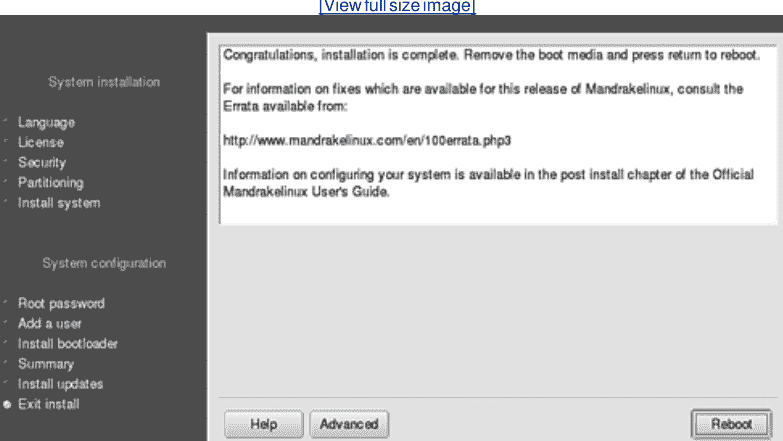 [View full size image]
System installation
Language
License
Security
Partitioning
Install system
System configuration
Root password
Add a user
Install bootloader
Summary
Install updates
Exit install
Congratulations, installation is complete. Remove the boot media and press return to reboot.
For information on fixes which are available for this release of Mandrakelinux, consult the
Errata available from:
http://www.mandrakelinux.com/en/100errata.php3
Information on configuring your system is available in the post install chapter of the Official
Mandrakelinux User's Guide.
Help
Advanced
Reboot